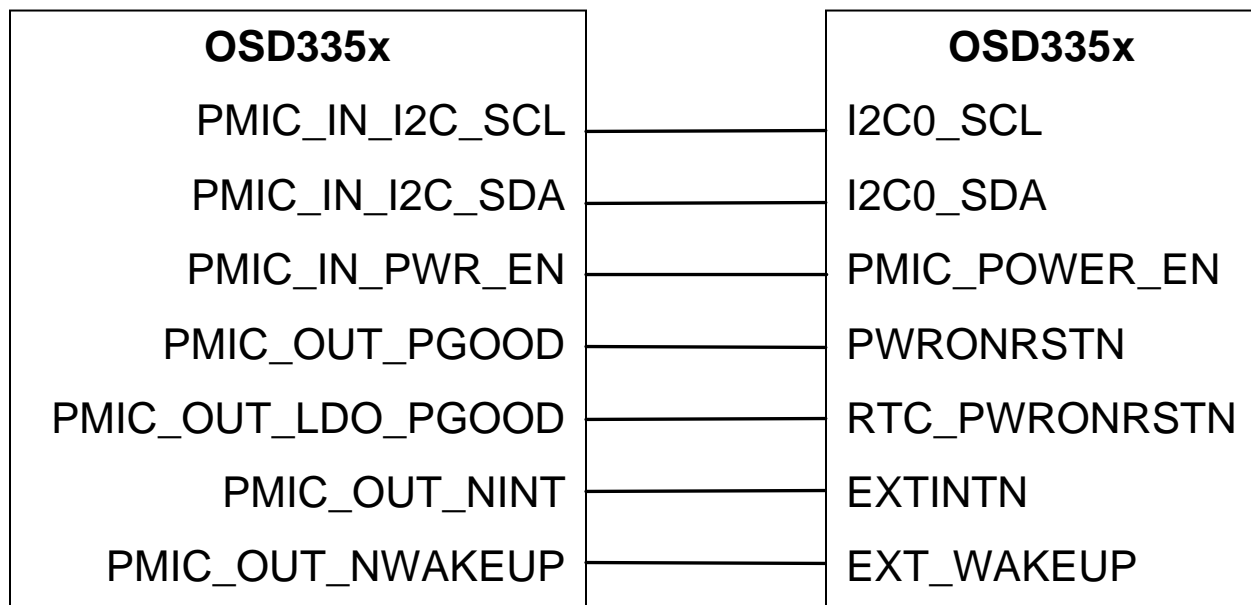 OSD335x OSD335x
PMIC_IN_I2C_SCL I2C0_SCL
PMIC_IN_I2C_SDA I2C0_SDA
PMIC_IN_PWR_EN PMIC_POWER_EN
PMIC_OUT_PGOOD PWRONRSTN
PMIC_OUT_LDO_PGOOD RTC_PWRONRSTN
PMIC_OUT_NINT EXTINTN
PMIC_OUT_NWAKEUP EXT_WAKEUP